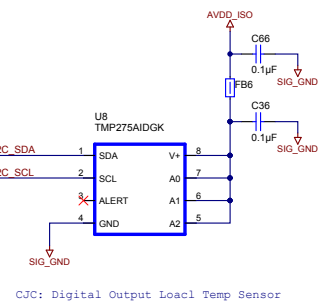 AVDD_ISO
C66
0.1µF
SIG_GND
FB6
C36
0.1µF
SIG_GND
U8
TMP275AIDGK
2C_SDA
1
SDA
V+
8
2C_SCL
2
SCL
A0
7
3
ALERT
A1
6
4
GND
A2
5
SIG_GND
CJC: Digital Output Loacl Temp Sensor